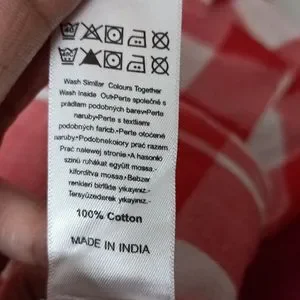 Wash Similar Colours Together
Wash Inside Out•Perte společně s
prádlem podobných barev•Perte
naruby•Perte s textíliami
podobných farieb.•Perte otočené
naruby.•Podobnekolory prać razem
Prać nalewej stronie.•A hasonló
színű ruhákat együtt mossa.•
kifordítva mossa.•Benzer
renkleri birlikte yıkayınız.•
Tersyüzederek yıkayınız.•
100% Cotton
MADE IN INDIA